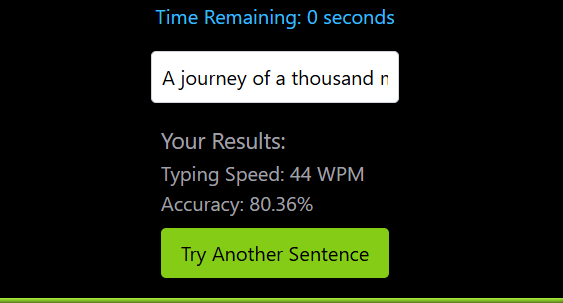 Time Remaining: 0 seconds
A journey of a thousand
Your Results:
Typing Speed: 44 WPM
Accuracy: 80.36%
Try Another Sentence